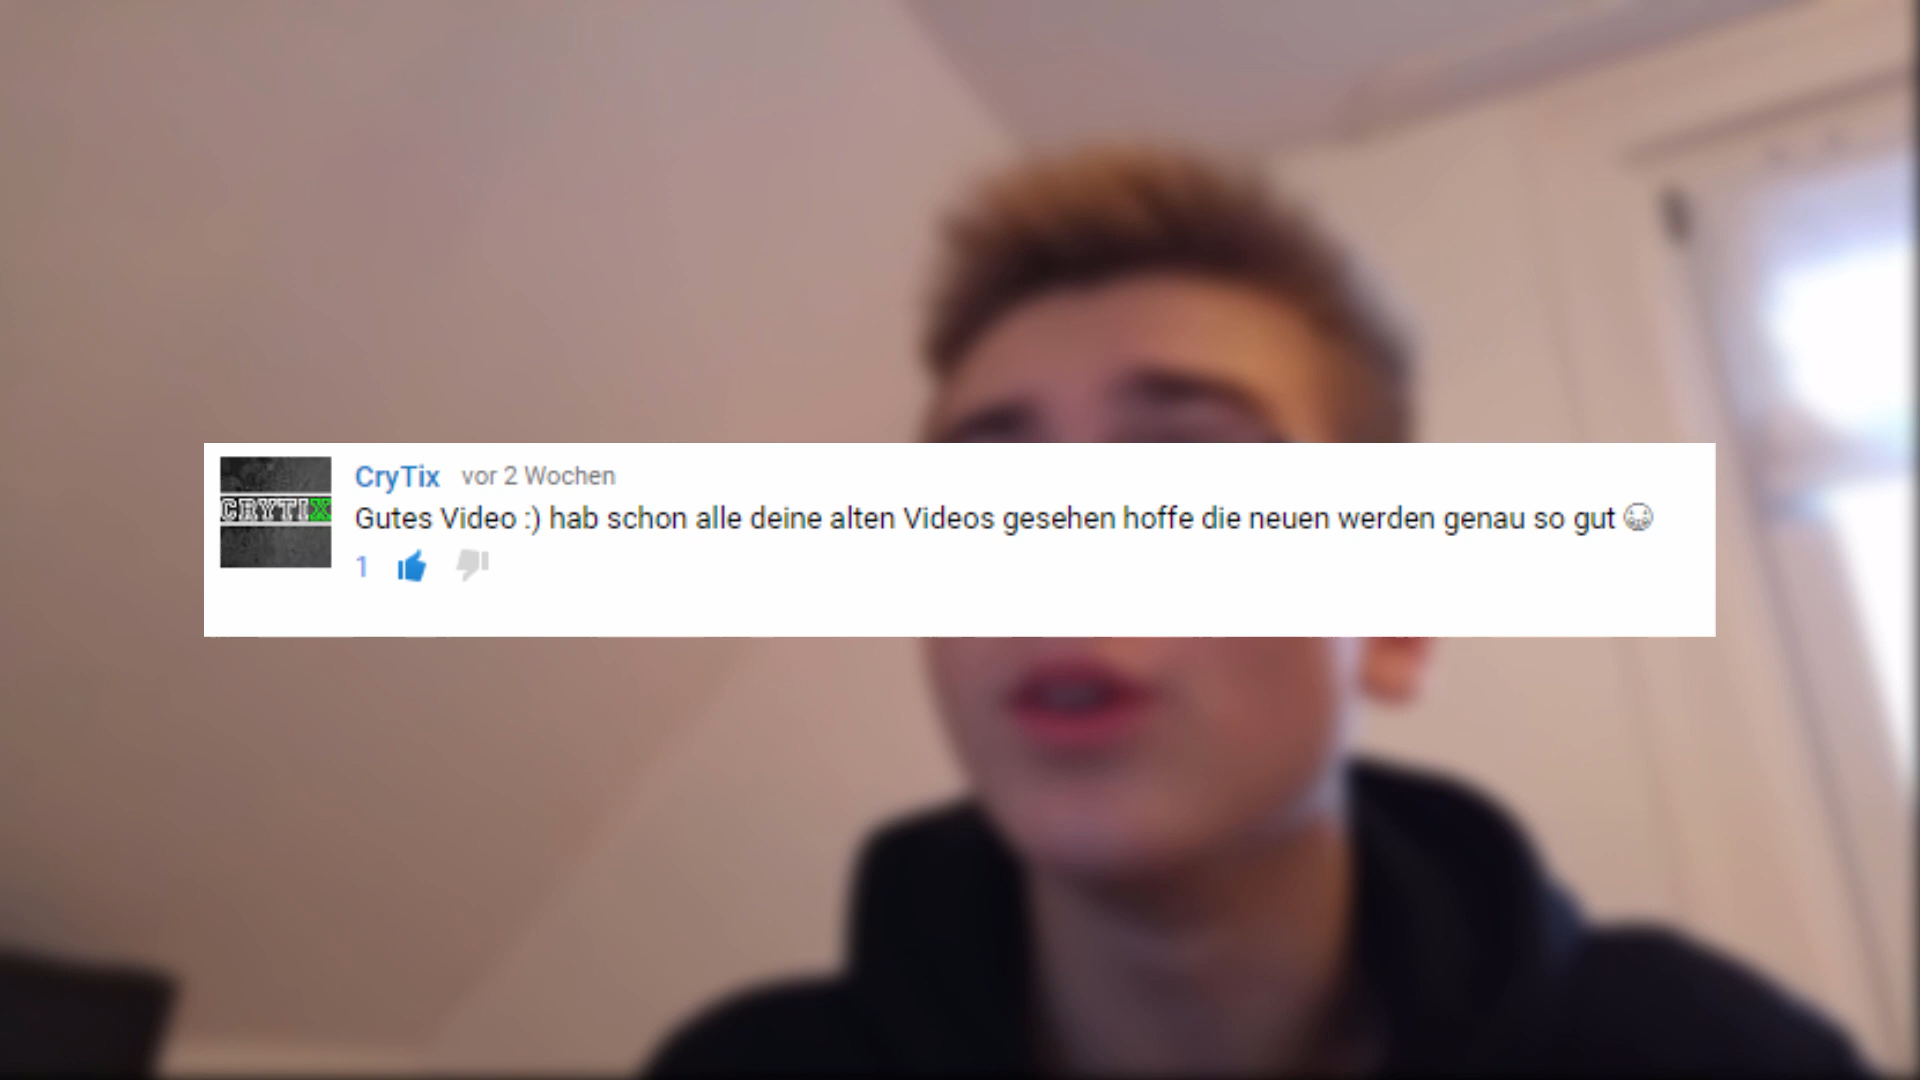 CRYTIX
CryTix vor 2 Wochen
Gutes Video :) hab schon alle deine alten Videos gesehen hoffe die neuen werden genau so gut 😂
1